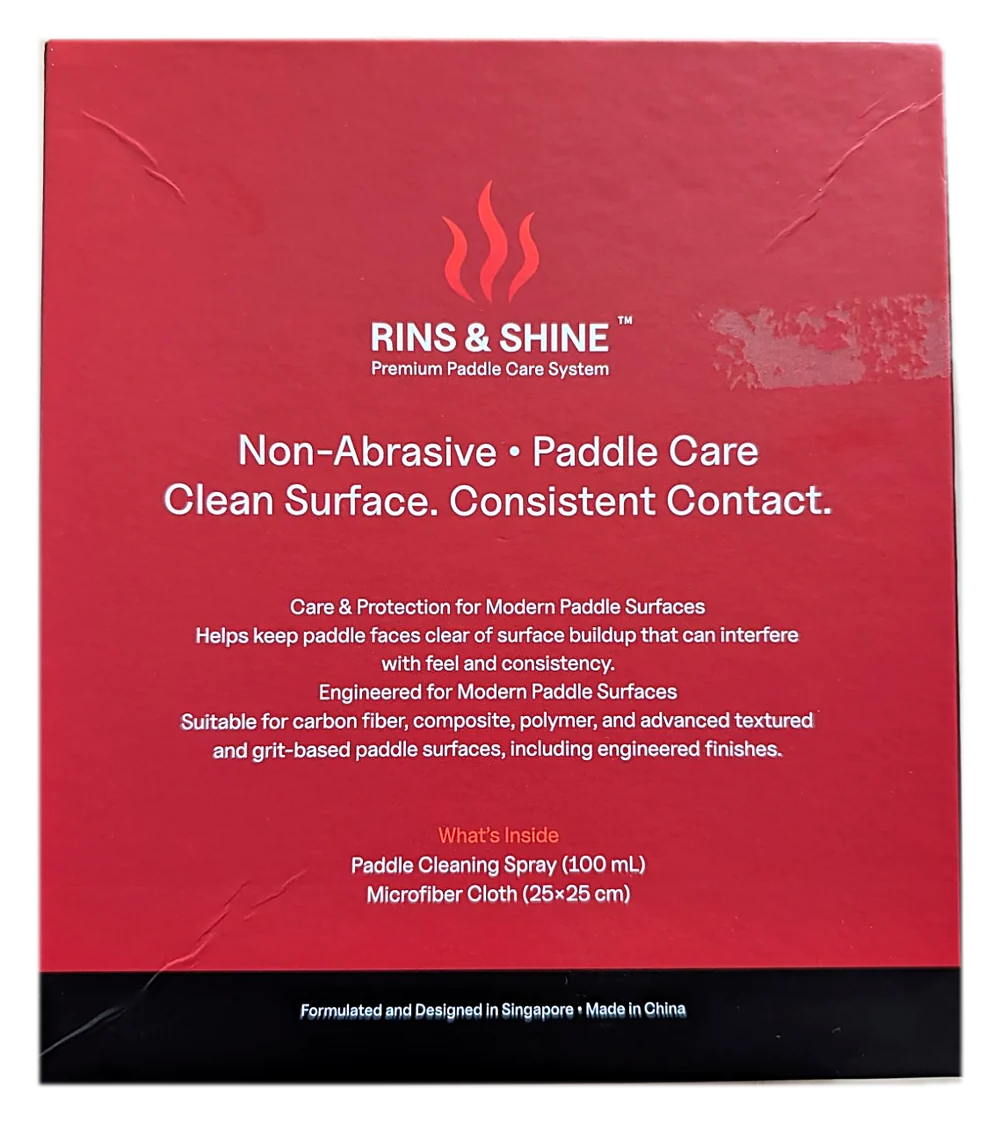 RINS & SHINE ™
Premium Paddle Care System
Non-Abrasive • Paddle Care
Clean Surface. Consistent Contact.
Care & Protection for Modern Paddle Surfaces
Helps keep paddle faces clear of surface buildup that can interfere
with feel and consistency.
Engineered for Modern Paddle Surfaces
Suitable for carbon fiber, composite, polymer, and advanced textured
and grit-based paddle surfaces, including engineered finishes.
What's Inside
Paddle Cleaning Spray (100 mL)
Microfiber Cloth (25×25 cm)
Formulated and Designed in Singapore • Made in China